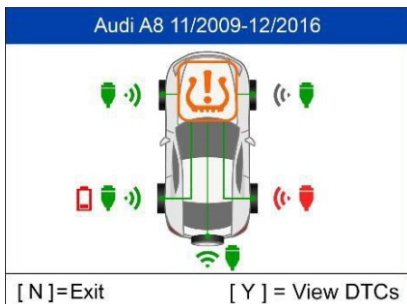 Audi A8 11/2009-12/2016
[ N ]=Exit
[ Y ] = View DTCs